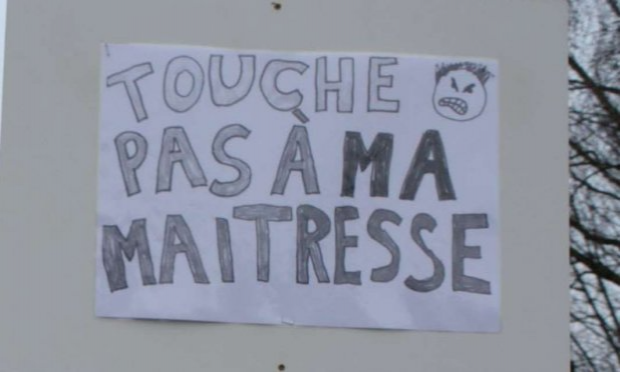 TOUCHE
PAS À MA
MAITRESSE